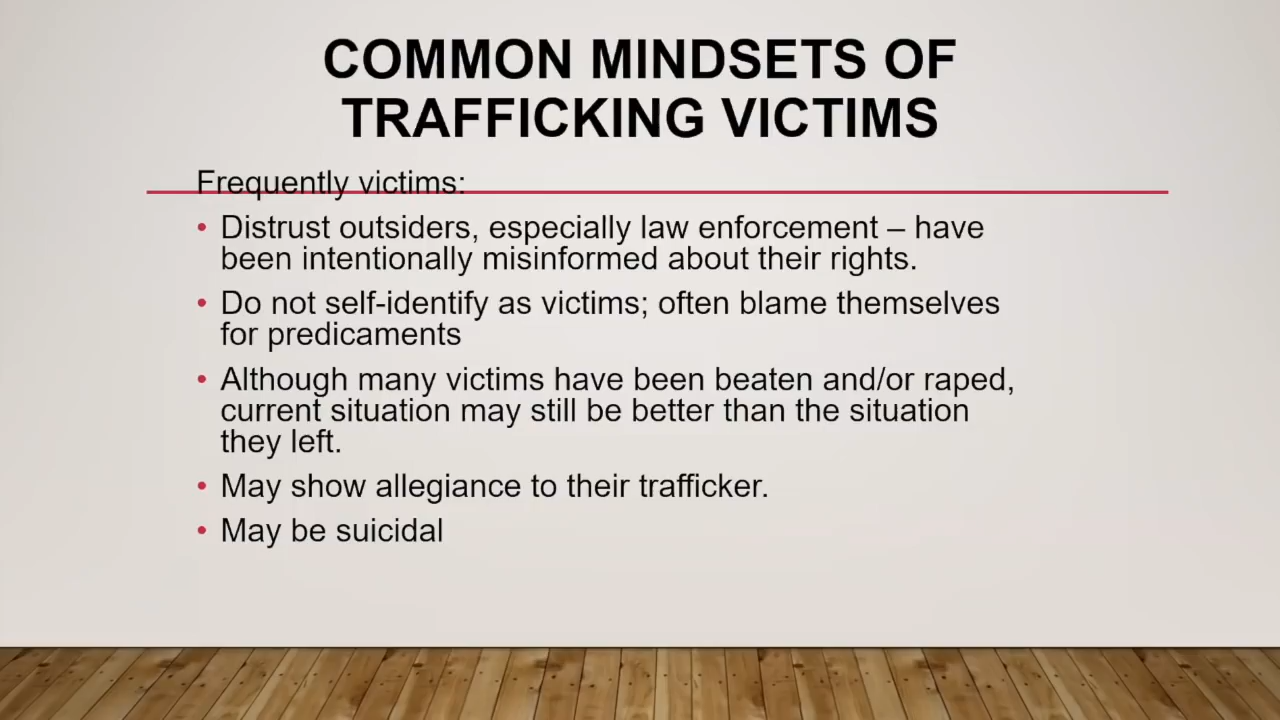 COMMON MINDSETS OF
TRAFFICKING VICTIMS
Frequently victims:
• Distrust outsiders, especially law enforcement – have
been intentionally misinformed about their rights.
• Do not self-identify as victims; often blame themselves
for predicaments
• Although many victims have been beaten and/or raped,
current situation may still be better than the situation
they left.
• May show allegiance to their trafficker.
• May be suicidal